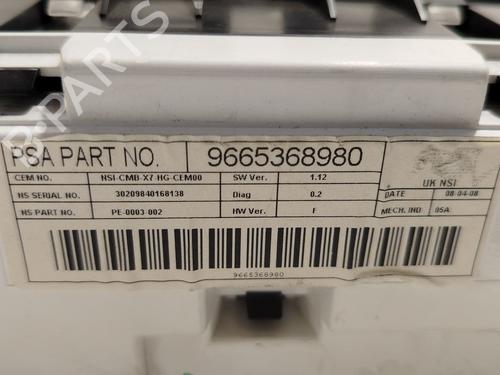 B-PARTS
PSA PART NO. 9665368980
CEM NO. NSI-CMB-X7-HG-CEM00 SW Ver. 1.12 UK NSI
NS SERIAL NO. 30209840168138 Diag 0.2 DATE 08-04-08
NS PART NO. PE-0003-002 HW Ver. F MECH. IND 05A
9665368980